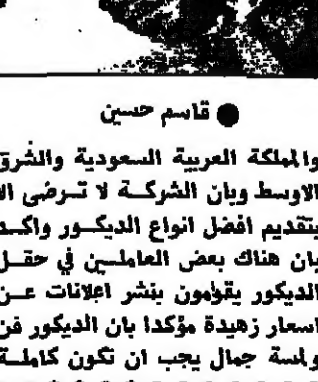 ● قاسم حسين
والمملكة العربية السعودية والشرق
الاوسط وبان الشركة لا ترضى الا
بتقديم افضل انواع الديكور واكد
بان هناك بعض العاملين في حقل
الديكور يقومون بنشر اعلانات عن
اسعار زهيدة مؤكدا بان الديكور فن
ولمسة جمال يجب ان تكون كاملة